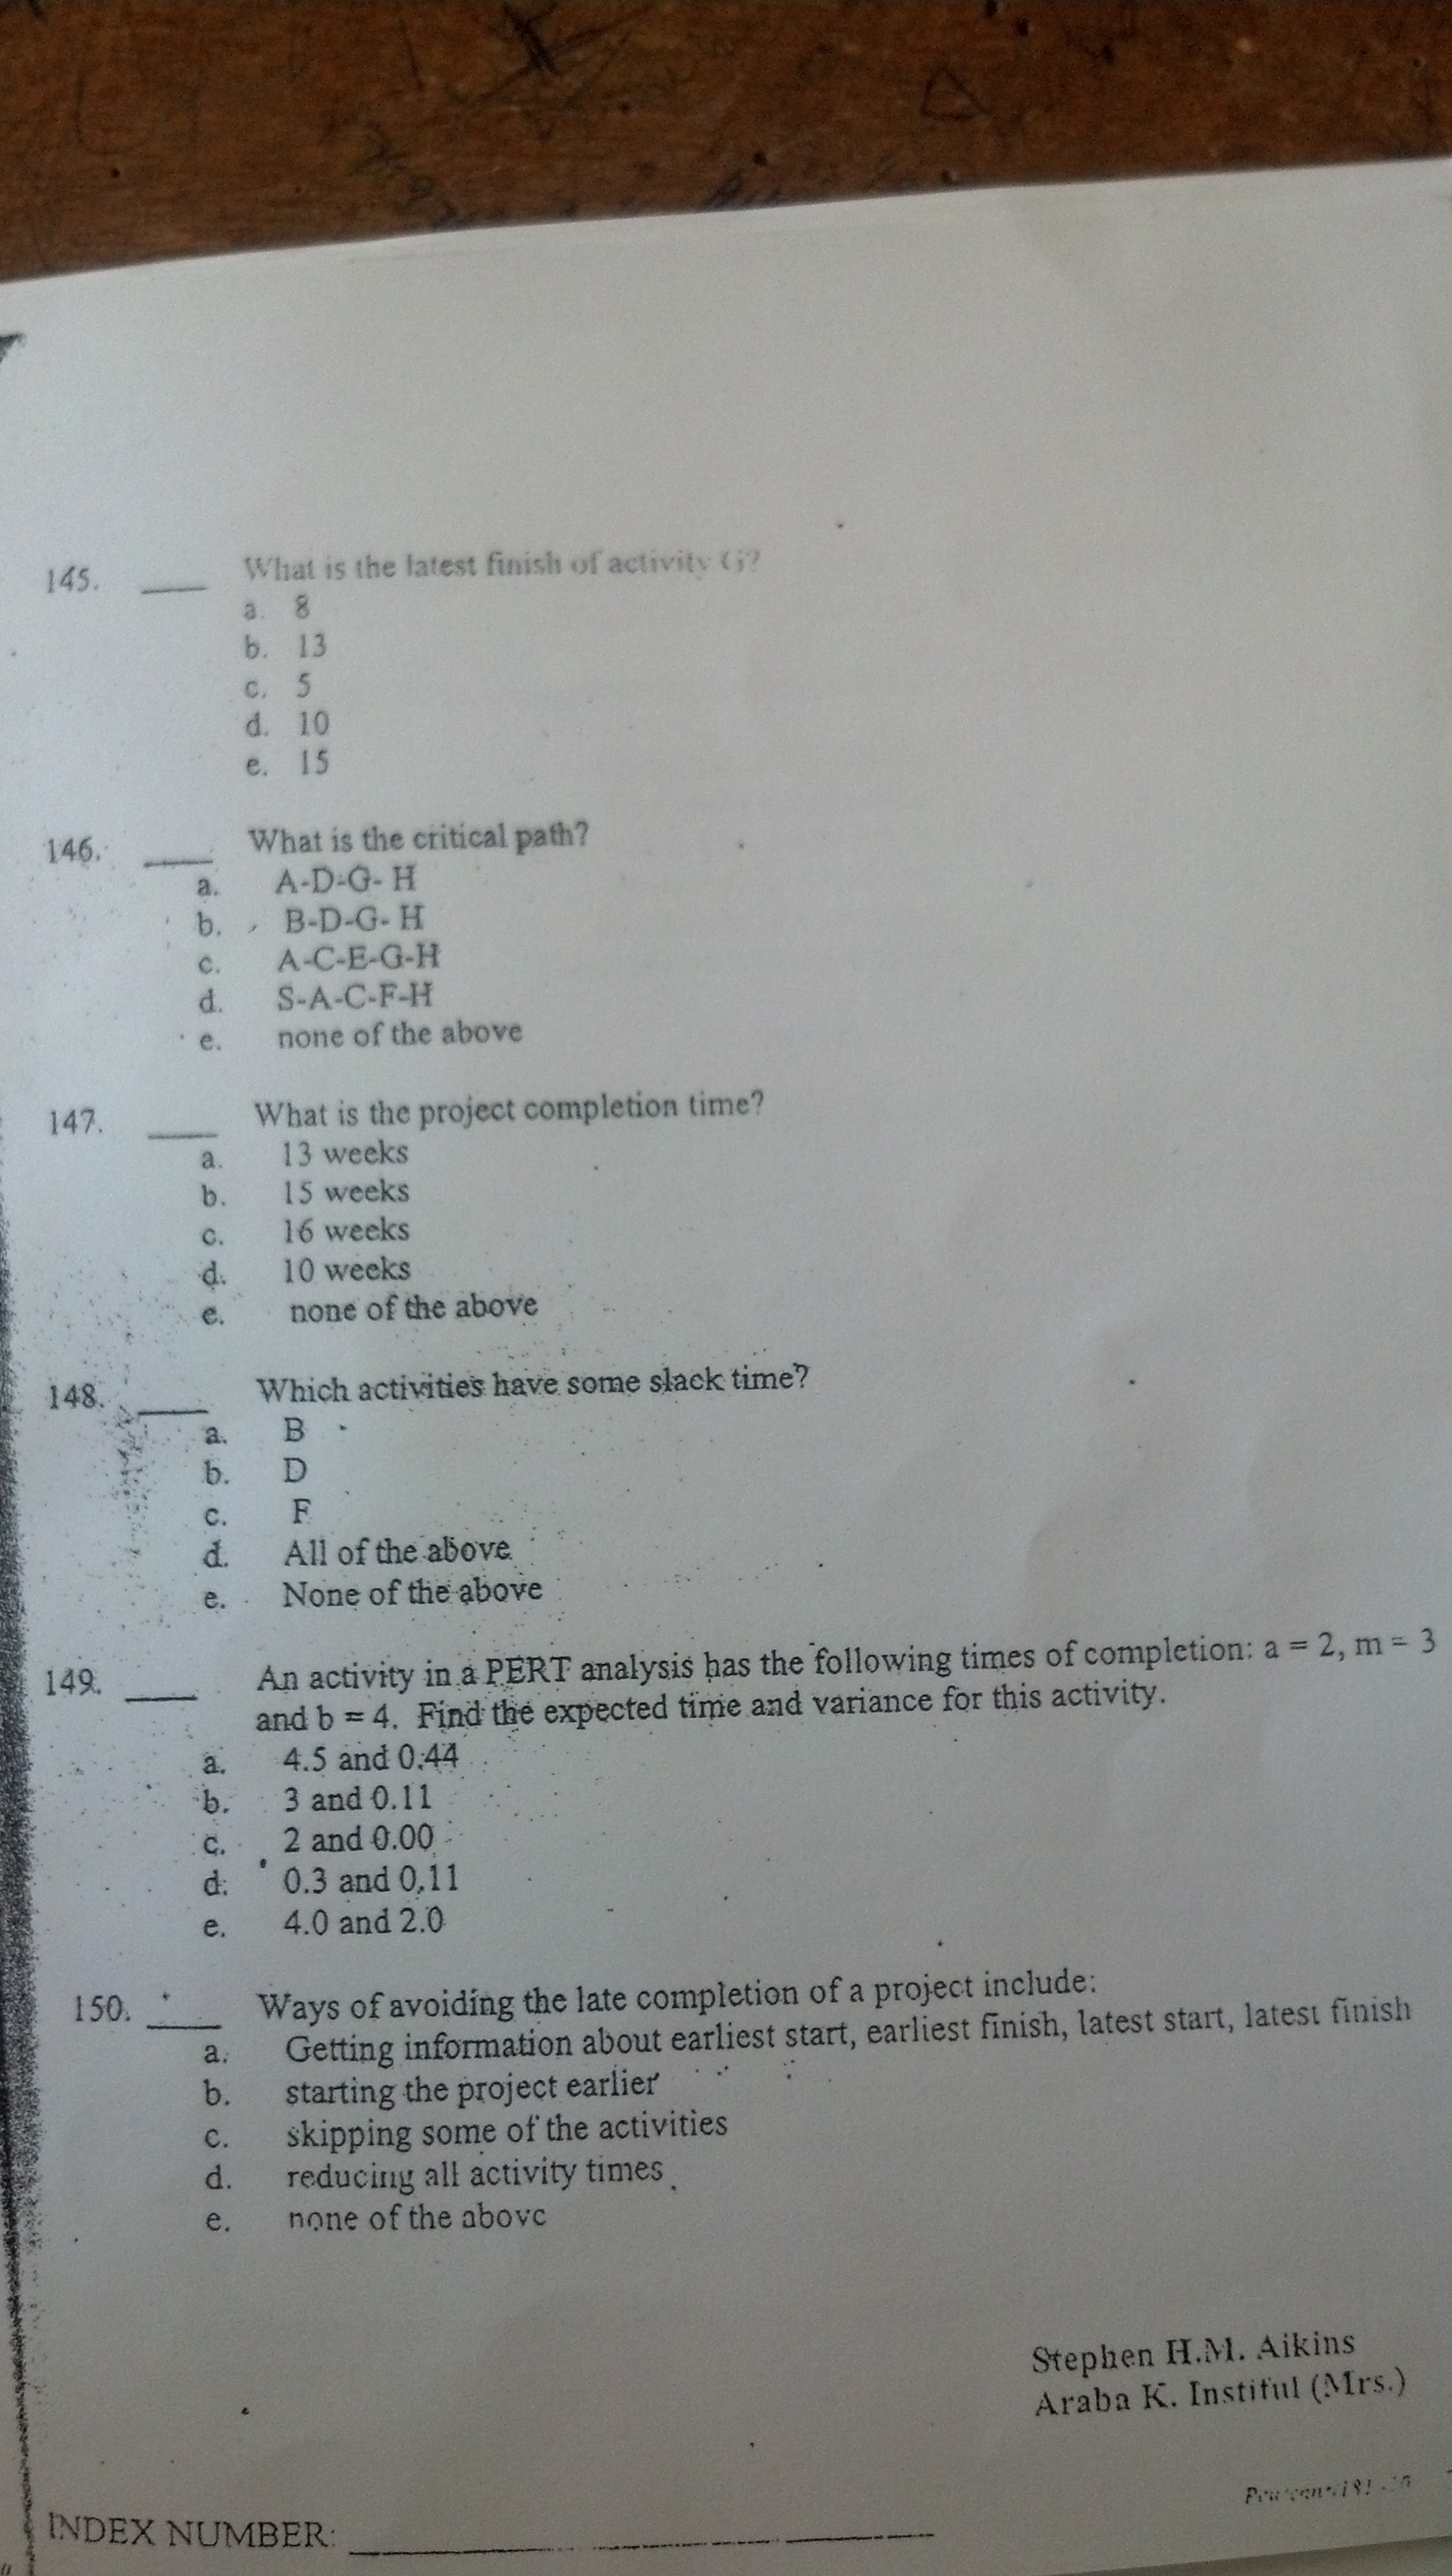 145. ____ What is the latest finish of activity G?
a. 8
b. 13
c. 5
d. 10
e. 15
146. ____ What is the critical path?
a. A-D-G- H
b. B-D-G- H
c. A-C-E-G-H
d. S-A-C-F-H
e. none of the above
147. ____ What is the project completion time?
a. 13 weeks
b. 15 weeks
c. 16 weeks
d. 10 weeks
e. none of the above
148. ____ Which activities have some slack time?
a. B
b. D
c. F
d. All of the above
e. None of the above
149. ____ An activity in a PERT analysis has the following times of completion: a = 2, m = 3
and b = 4. Find the expected time and variance for this activity.
a. 4.5 and 0.44
b. 3 and 0.11
c. 2 and 0.00
d. 0.3 and 0.11
e. 4.0 and 2.0
150. ____ Ways of avoiding the late completion of a project include:
a. Getting information about earliest start, earliest finish, latest start, latest finish
b. starting the project earlier
c. skipping some of the activities
d. reducing all activity times
e. none of the above
Stephen H.M. Aikins
Araba K. Instiful (Mrs.)
INDEX NUMBER: ____